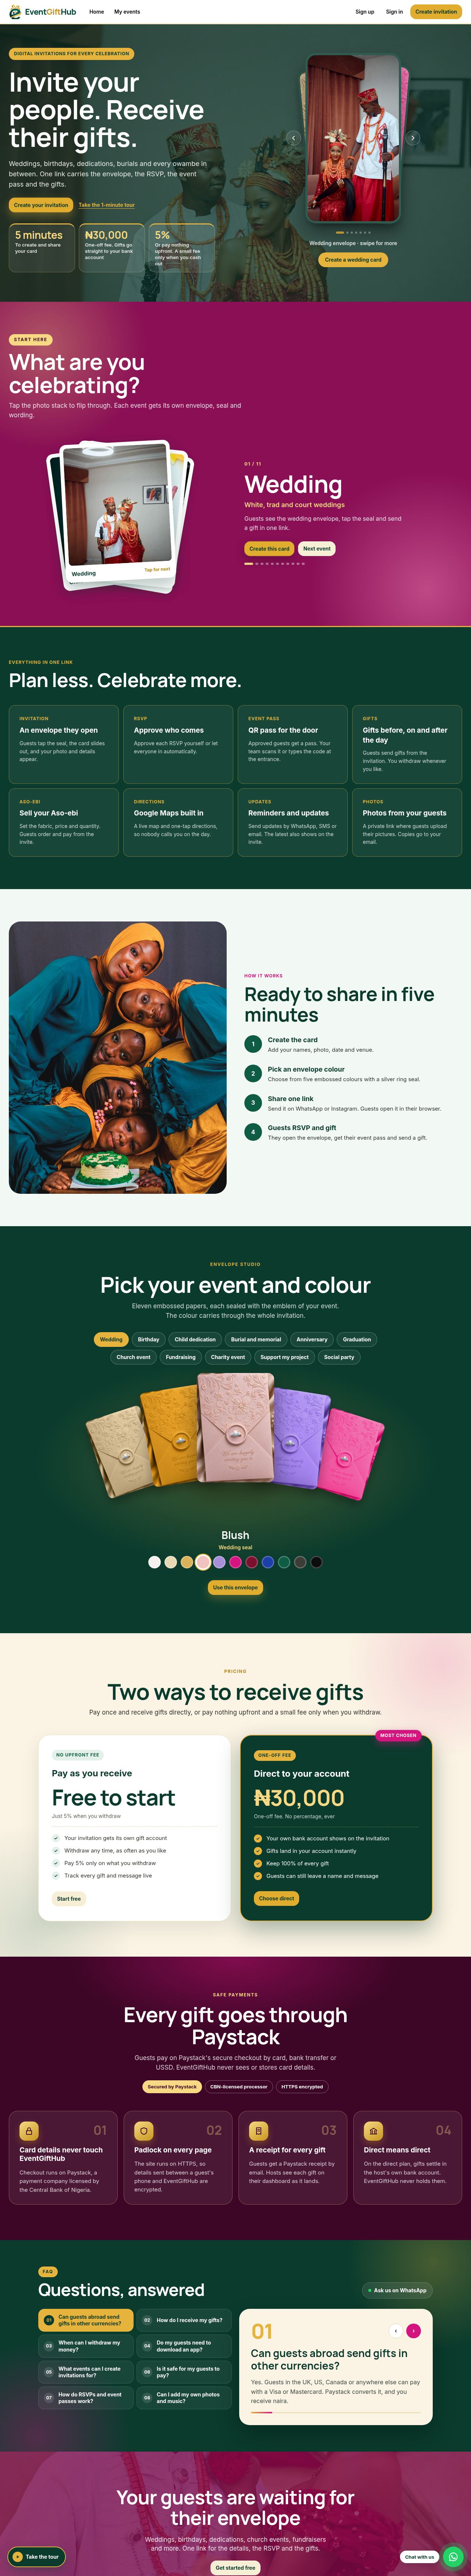 EventGiftHub
Home
My events
Sign up
Sign in
Create invitation
DIGITAL INVITATIONS FOR EVERY CELEBRATION
Invite your
people. Receive
their gifts.
Weddings, birthdays, dedications, burials and every owambe in
between. One link carries the envelope, the RSVP, the event
pass and the gifts.
Create your invitation
Take the 1-minute tour
5 minutes
To create and share
your card
₦30,000
One-off fee. Gifts go
straight to your bank
account
5%
Or pay nothing
upfront. A small fee
only when you cash
out
Wedding envelope · swipe for more
Create a wedding card
START HERE
What are you
celebrating?
Tap the photo stack to flip through. Each event gets its own envelope, seal and
wording.
Wedding
Tap for next
01 / 11
Wedding
White, trad and court weddings
Guests see the wedding envelope, tap the seal and send
a gift in one link.
Create this card
Next event
EVERYTHING IN ONE LINK
Plan less. Celebrate more.
INVITATION
An envelope they open
Guests tap the seal, the card slides
out, and your photo and details
appear.
RSVP
Approve who comes
Approve each RSVP yourself or let
everyone in automatically.
EVENT PASS
QR pass for the door
Approved guests get a pass. Your
team scans it or types the code at
the entrance.
GIFTS
Gifts before, on and after
the day
Guests send gifts from the
invitation. You withdraw whenever
you like.
ASO-EBI
Sell your Aso-ebi
Set the fabric, price and quantity.
Guests order and pay from the
invite.
DIRECTIONS
Google Maps built in
A live map and one-tap directions,
so nobody calls you on the day.
UPDATES
Reminders and updates
Send updates by WhatsApp, SMS or
email. The latest also shows on the
invite.
PHOTOS
Photos from your guests
A private link where guests upload
their pictures. Copies go to your
email.
HOW IT WORKS
Ready to share in five
minutes
1
Create the card
Add your names, photo, date and venue.
2
Pick an envelope colour
Choose from five embossed colours with a silver ring seal.
3
Share one link
Send it on WhatsApp or Instagram. Guests open it in their browser.
4
Guests RSVP and gift
They open the envelope, get their event pass and send a gift.
ENVELOPE STUDIO
Pick your event and colour
Eleven embossed papers, each sealed with the emblem of your event.
The colour carries through the whole invitation.
Wedding
Birthday
Child dedication
Burial and memorial
Anniversary
Graduation
Church event
Fundraising
Charity event
Support my project
Social party
Blush
Wedding seal
Use this envelope
PRICING
Two ways to receive gifts
Pay once and receive gifts directly, or pay nothing upfront and a small fee only when you withdraw.
NO UPFRONT FEE
Pay as you receive
Free to start
Just 5% when you withdraw
Your invitation gets its own gift account
Withdraw any time, as often as you like
Pay 5% only on what you withdraw
Track every gift and message live
Start free
MOST CHOSEN
ONE-OFF FEE
Direct to your account
₦30,000
One-off fee. No percentage, ever
Your own bank account shows on the invitation
Gifts land in your account instantly
Keep 100% of every gift
Guests can still leave a name and message
Choose direct
SAFE PAYMENTS
Every gift goes through
Paystack
Guests pay on Paystack's secure checkout by card, bank transfer or
USSD. EventGiftHub never sees or stores card details.
Secured by Paystack
CBN-licensed processor
HTTPS encrypted
01
Card details never touch
EventGiftHub
Checkout runs on Paystack, a
payment company licensed by
the Central Bank of Nigeria.
02
Padlock on every page
The site runs on HTTPS, so
details sent between a guest's
phone and EventGiftHub are
encrypted.
03
A receipt for every gift
Guests get a Paystack receipt by
email. Hosts see each gift on
their dashboard as it lands.
04
Direct means direct
On the direct plan, gifts settle in
the host's own bank account.
EventGiftHub never holds them.
FAQ
Questions, answered
Ask us on WhatsApp
01
Can guests abroad send
gifts in other currencies?
02
How do I receive my gifts?
03
When can I withdraw my
money?
04
Do my guests need to
download an app?
05
What events can I create
invitations for?
06
Is it safe for my guests to
pay?
07
How do RSVPs and event
passes work?
08
Can I add my own photos
and music?
01
Can guests abroad send gifts in
other currencies?
Yes. Guests in the UK, US, Canada or anywhere else can pay
with a Visa or Mastercard. Paystack converts it, and you
receive naira.
Your guests are waiting for
their envelope
Weddings, birthdays, dedications, church events, fundraisers
and more. One link for the details, the RSVP and the gifts.
Get started free
Take the tour
Chat with us